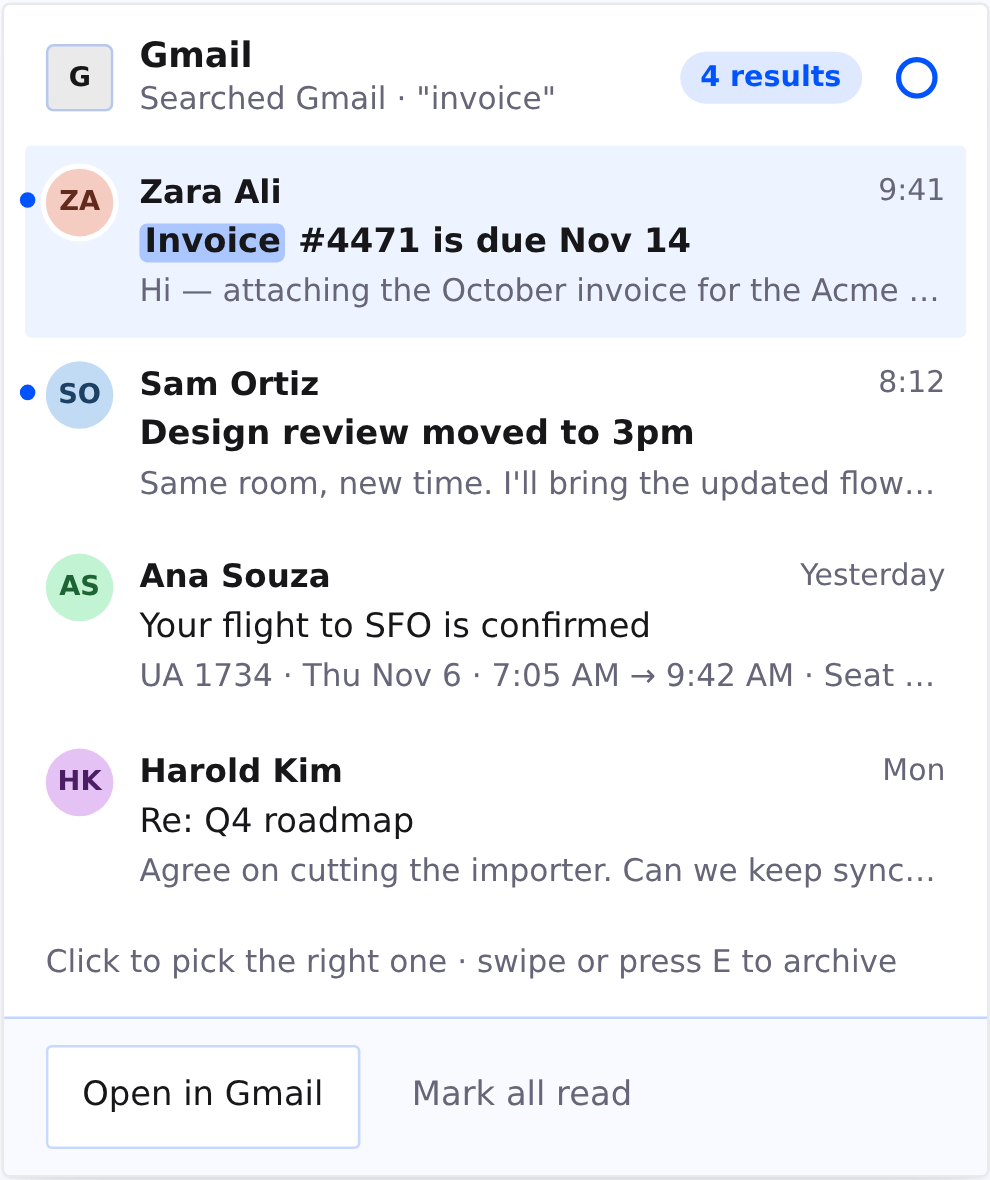 G
Gmail
Searched Gmail · "invoice"
4 results
ZA
Zara Ali
9:41
Invoice #4471 is due Nov 14
Hi — attaching the October invoice for the Acme …
SO
Sam Ortiz
8:12
Design review moved to 3pm
Same room, new time. I'll bring the updated flow…
AS
Ana Souza
Yesterday
Your flight to SFO is confirmed
UA 1734 · Thu Nov 6 · 7:05 AM → 9:42 AM · Seat …
HK
Harold Kim
Mon
Re: Q4 roadmap
Agree on cutting the importer. Can we keep sync…
Click to pick the right one · swipe or press E to archive
Open in Gmail
Mark all read